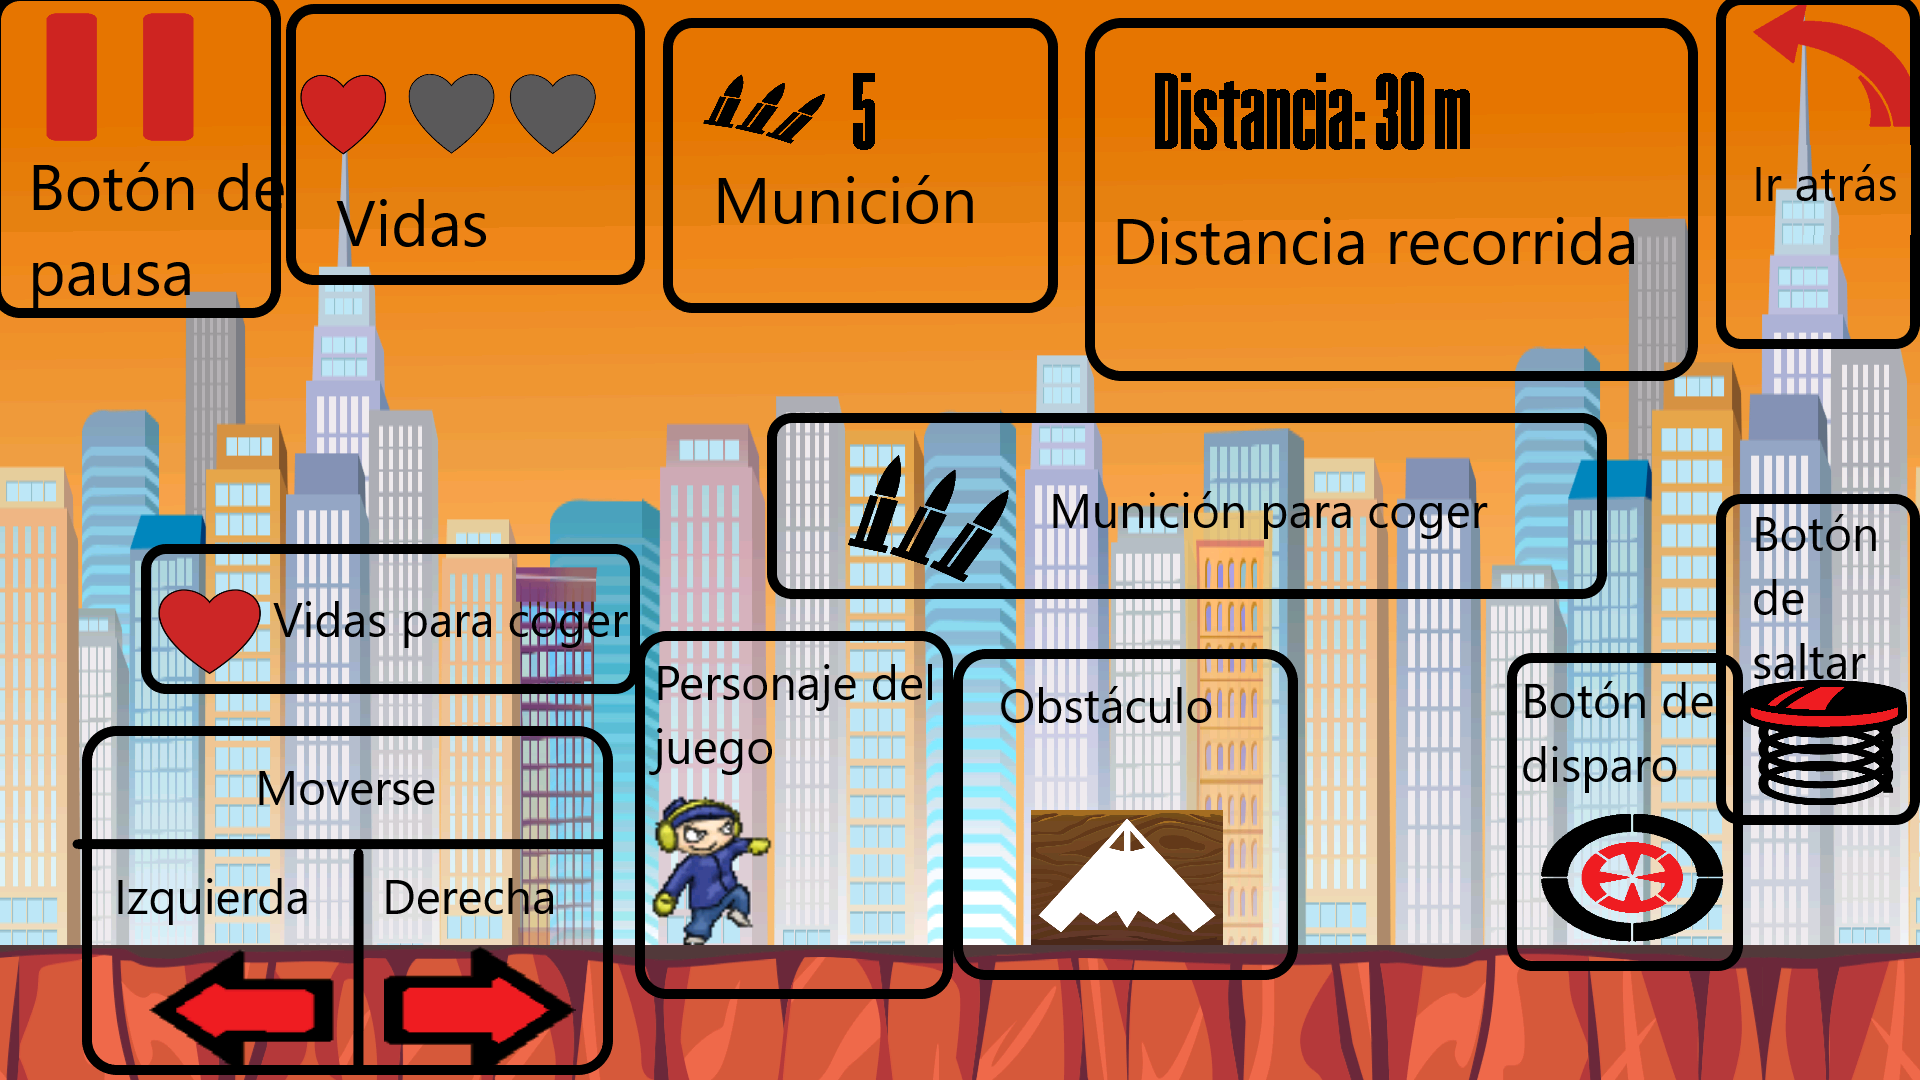 Botón de
pausa
Vidas
5
Munición
Distancia: 30 m
Distancia recorrida
Ir atrás
Munición para coger
Vidas para coger
Botón
de
saltar
Personaje del
juego
Obstáculo
Botón de
disparo
Moverse
Izquierda
Derecha